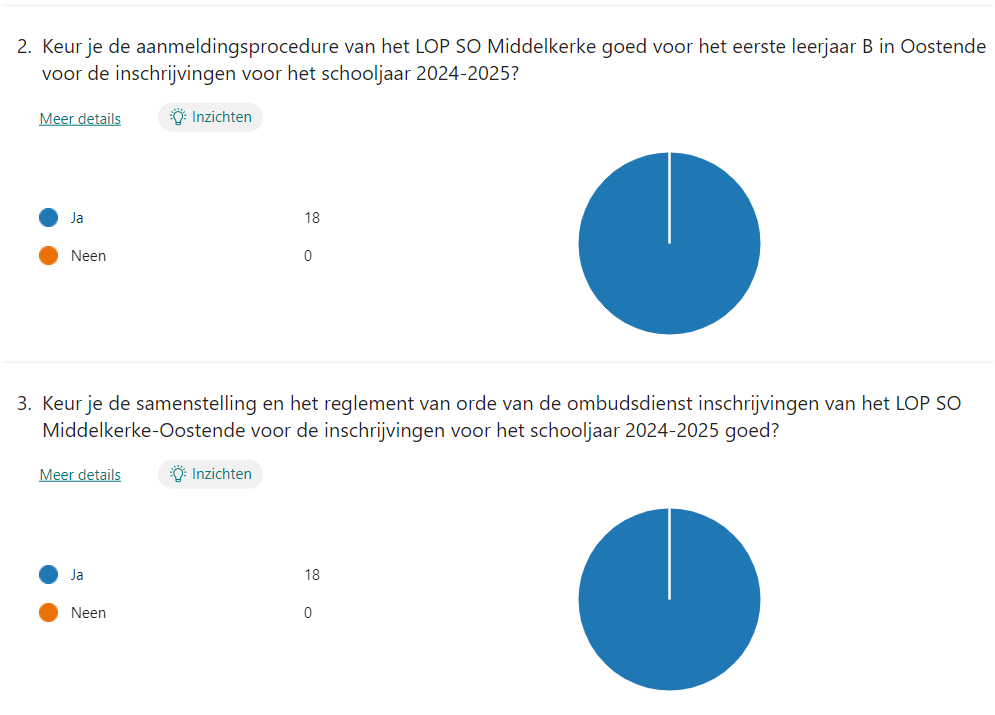 2. Keur je de aanmeldingsprocedure van het LOP SO Middelkerke goed voor het eerste leerjaar B in Oostende
voor de inschrijvingen voor het schooljaar 2024-2025?
Meer details Inzichten
Ja 18
Neen 0
3. Keur je de samenstelling en het reglement van orde van de ombudsdienst inschrijvingen van het LOP SO
Middelkerke-Oostende voor de inschrijvingen voor het schooljaar 2024-2025 goed?
Meer details Inzichten
Ja 18
Neen 0